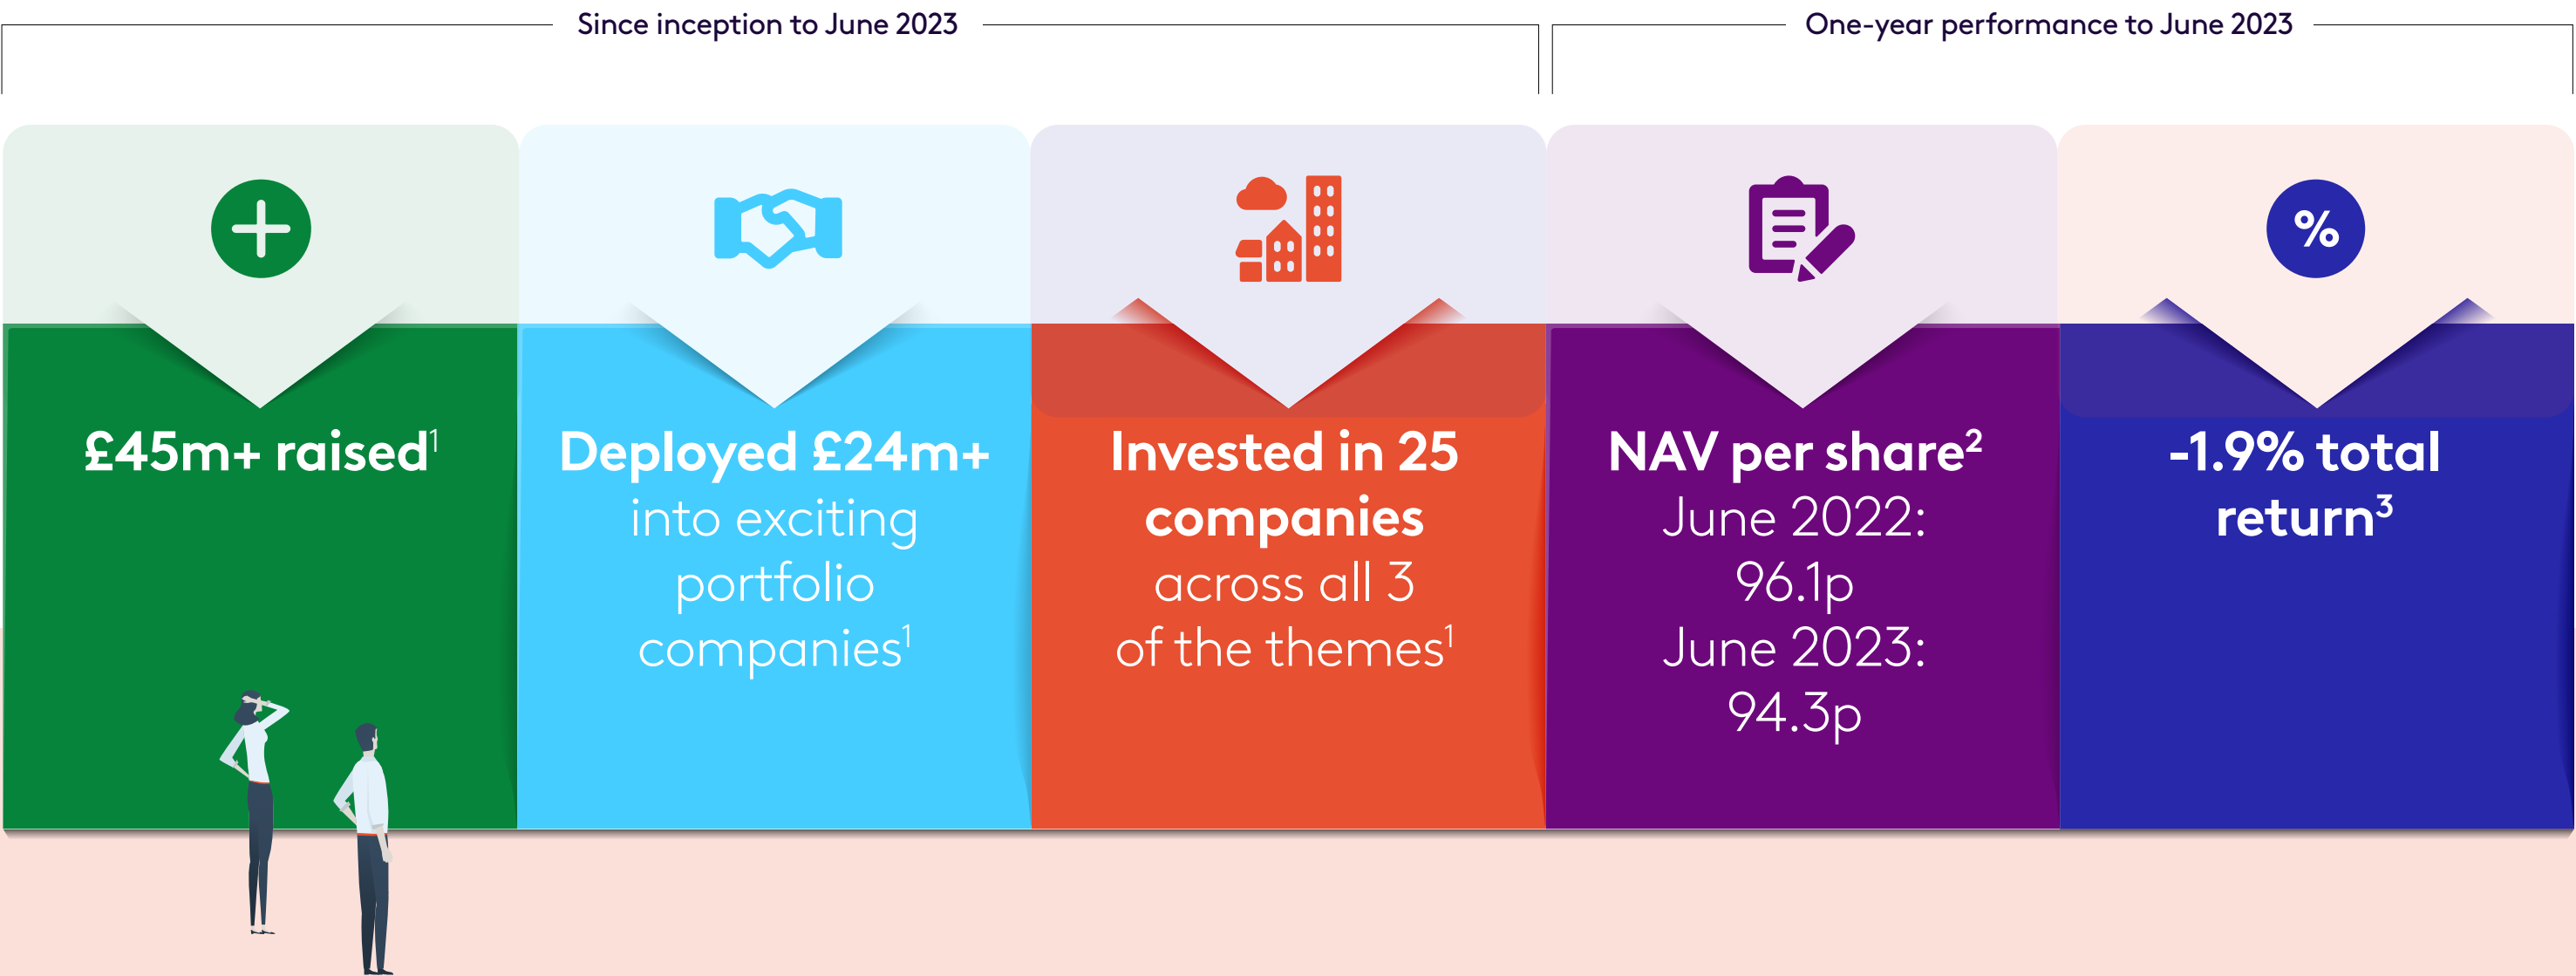 Since inception to June 2023
One-year performance to June 2023
%
£45m+ raised¹
Deployed £24m+
into exciting
portfolio
companies¹
Invested in 25
companies
across all 3
of the themes¹
NAV per share²
June 2022:
96.1p
June 2023:
94.3p
-1.9% total
return³